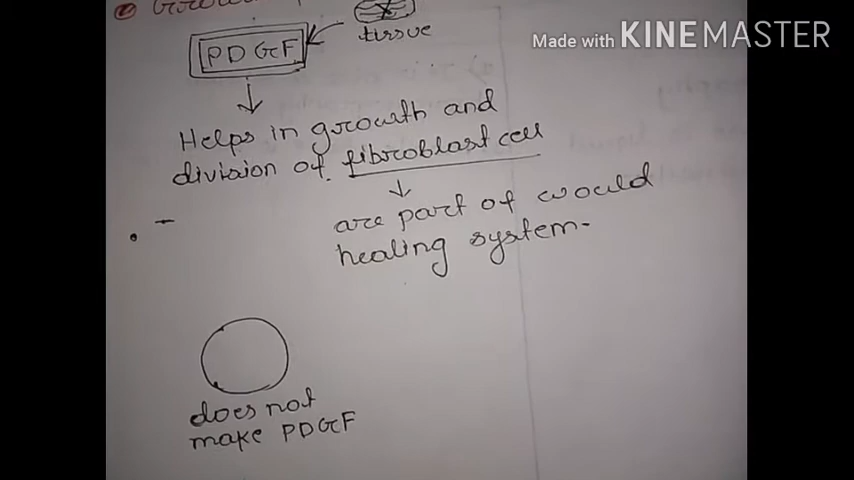 Made with KINEMASTER
PDGF
tissue
Helps in growth and
division of fibroblast cell
are part of would
healing system-
does not
make PDGF